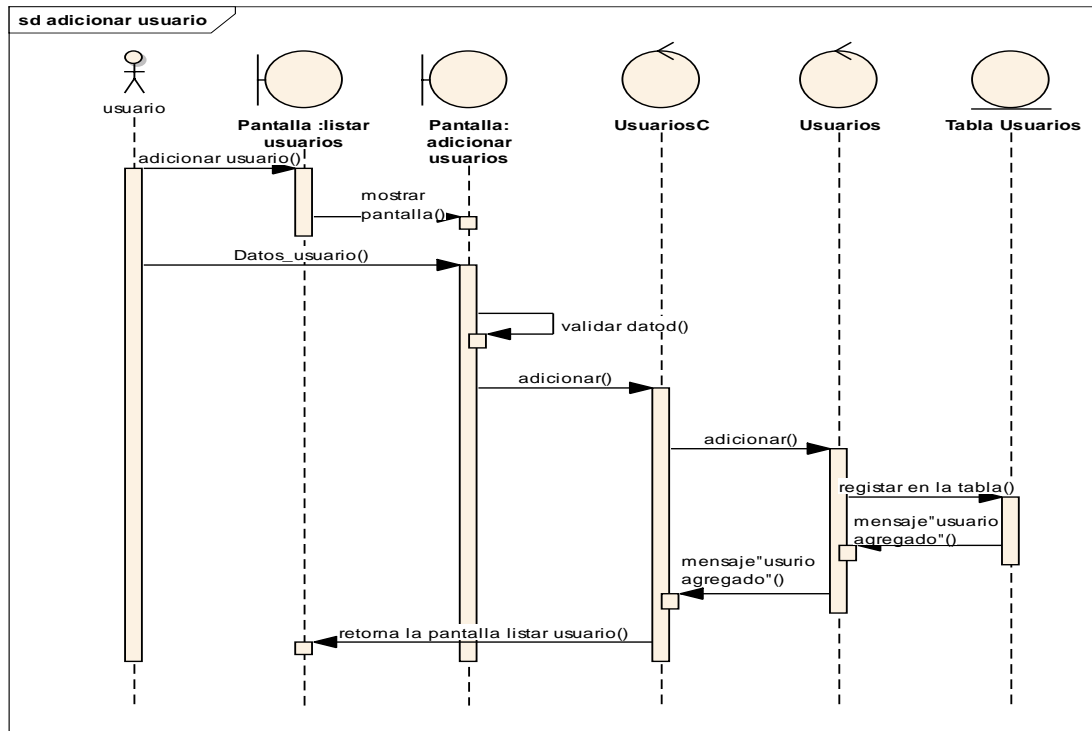 sd adicionar usuario
usuario
Pantalla :listar
usuarios
Pantalla:
adicionar
usuarios
UsuariosC
Usuarios
Tabla Usuarios
adicionar usuario()
mostrar
pantalla()
Datos_usuario()
validar datod()
adicionar()
adicionar()
registar en la tabla()
mensaje"usuario
agregado"()
mensaje"usurio
agregado"()
retorna la pantalla listar usuario()